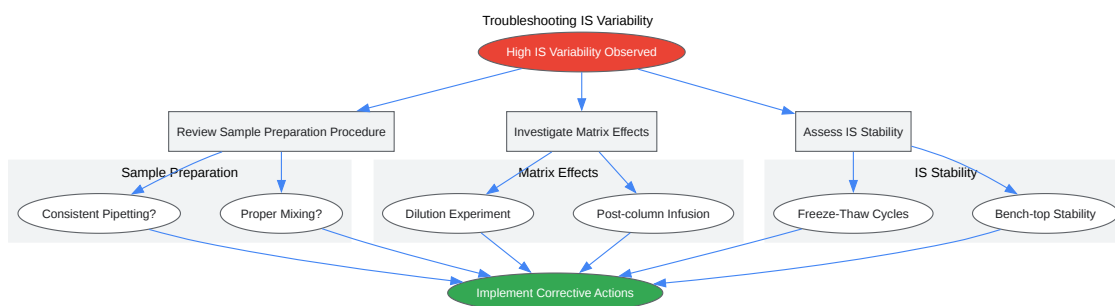 Troubleshooting IS Variability
High IS Variability Observed
Review Sample Preparation Procedure
Investigate Matrix Effects
Assess IS Stability
Sample Preparation
Matrix Effects
IS Stability
Consistent Pipetting?
Proper Mixing?
Dilution Experiment
Post-column Infusion
Freeze-Thaw Cycles
Bench-top Stability
Implement Corrective Actions